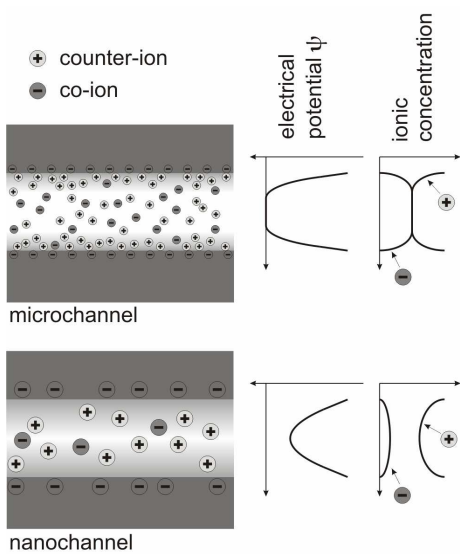 counter-ion
co-ion
electrical
potential ψ
ionic
concentration
microchannel
nanochannel